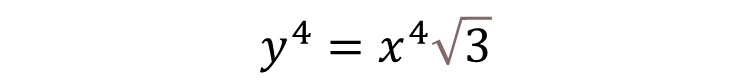 y⁴ = x⁴√3